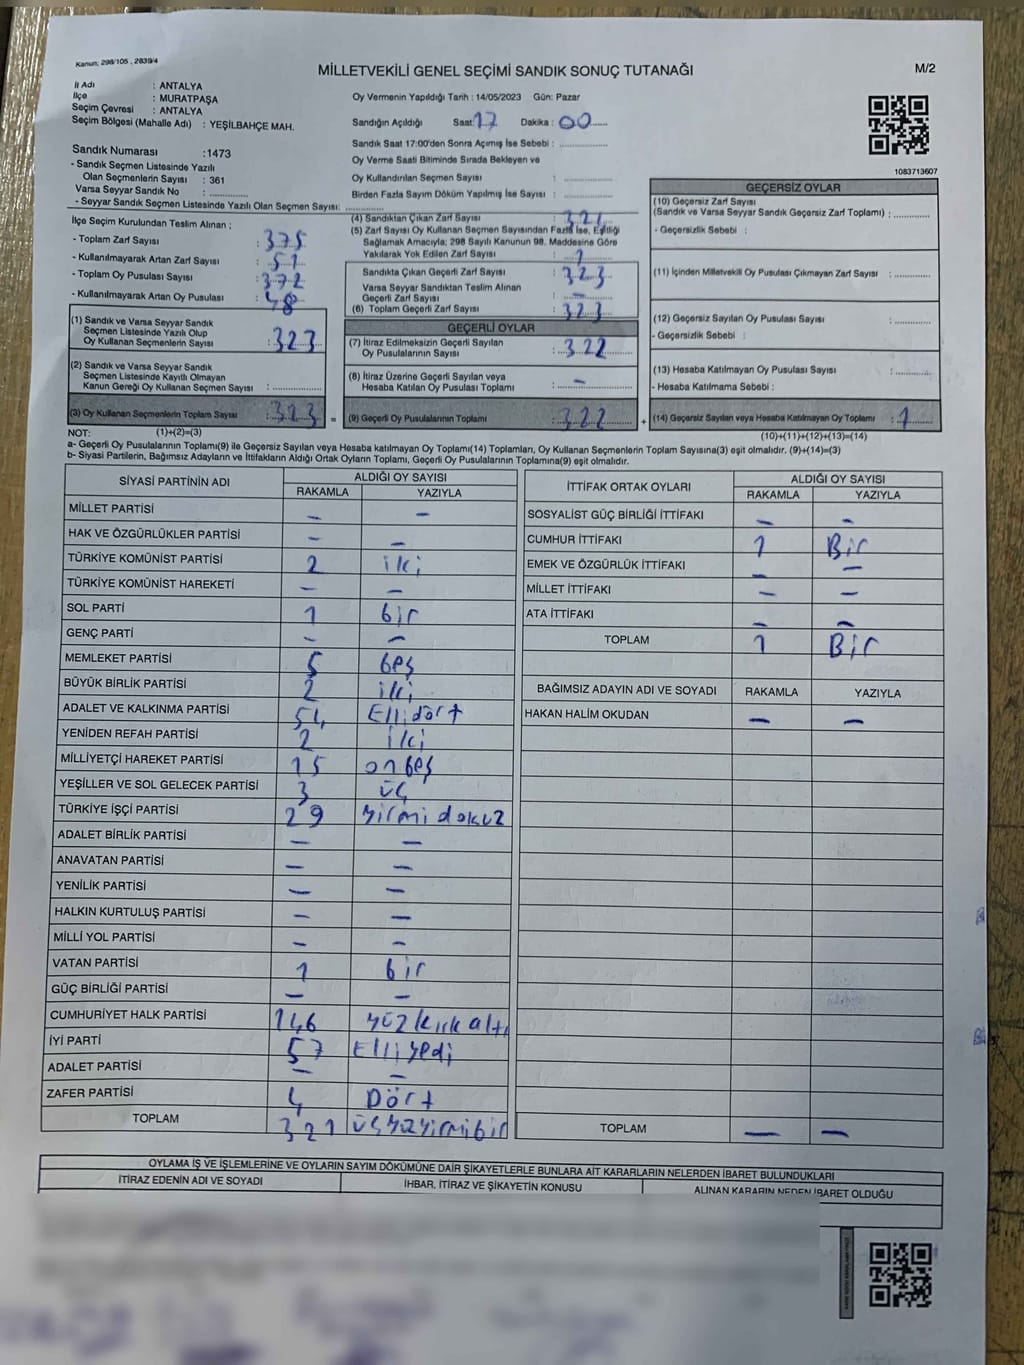 Kanun: 298/105 , 2839/4
MİLLETVEKİLİ GENEL SEÇİMİ SANDIK SONUÇ TUTANAĞI
M/2
İl Adı : ANTALYA
İlçe : MURATPAŞA
Seçim Çevresi : ANTALYA
Seçim Bölgesi (Mahalle Adı) : YEŞİLBAHÇE MAH.
Oy Vermenin Yapıldığı Tarih : 14/05/2023 Gün: Pazar
Sandığın Açıldığı Saat: 17 Dakika : 00
Sandık Saat 17:00'den Sonra Açılmış İse Sebebi :
Oy Verme Saati Bitiminde Sırada Bekleyen ve
Oy Kullandırılan Seçmen Sayısı :
Birden Fazla Sayım Döküm Yapılmış İse Sayısı :
1083713607
Sandık Numarası :1473
- Sandık Seçmen Listesinde Yazılı
Olan Seçmenlerin Sayısı : 361
Varsa Seyyar Sandık No :
- Seyyar Sandık Seçmen Listesinde Yazılı Olan Seçmen Sayısı:
İlçe Seçim Kurulundan Teslim Alınan ;
- Toplam Zarf Sayısı : 375
- Kullanılmayarak Artan Zarf Sayısı : 51
- Toplam Oy Pusulası Sayısı : 372
- Kullanılmayarak Artan Oy Pusulası : 48
(1) Sandık ve Varsa Seyyar Sandık
Seçmen Listesinde Yazılı Olup
Oy Kullanan Seçmenlerin Sayısı : 323
(2) Sandık ve Varsa Seyyar Sandık
Seçmen Listesinde Kayıtlı Olmayan
Kanun Gereği Oy Kullanan Seçmen Sayısı :
(3) Oy Kullanan Seçmenlerin Toplam Sayısı : 323 =
(1)+(2)=(3)
(4) Sandıktan Çıkan Zarf Sayısı : 324
(5) Zarf Sayısı Oy Kullanan Seçmen Sayısından Fazla İse, Eşitliği
Sağlamak Amacıyla; 298 Sayılı Kanunun 98. Maddesine Göre
Yakılarak Yok Edilen Zarf Sayısı : 1
Sandıkta Çıkan Geçerli Zarf Sayısı : 323
Varsa Seyyar Sandıktan Teslim Alınan
Geçerli Zarf Sayısı : –
(6) Toplam Geçerli Zarf Sayısı : 323
GEÇERLİ OYLAR
(7) İtiraz Edilmeksizin Geçerli Sayılan
Oy Pusulalarının Sayısı : 322
(8) İtiraz Üzerine Geçerli Sayılan veya
Hesaba Katılan Oy Pusulası Toplamı : –
(9) Geçerli Oy Pusulalarının Toplamı : 322 +
GEÇERSİZ OYLAR
(10) Geçersiz Zarf Sayısı
(Sandık ve Varsa Seyyar Sandık Geçersiz Zarf Toplamı) :
- Geçersizlik Sebebi :
(11) İçinden Milletvekili Oy Pusulası Çıkmayan Zarf Sayısı :
(12) Geçersiz Sayılan Oy Pusulası Sayısı :
- Geçersizlik Sebebi :
(13) Hesaba Katılmayan Oy Pusulası Sayısı :
- Hesaba Katılmama Sebebi :
(14) Geçersiz Sayılan veya Hesaba Katılmayan Oy Toplamı : 1
(10)+(11)+(12)+(13)=(14)
NOT:
a- Geçerli Oy Pusulalarının Toplamı(9) ile Geçersiz Sayılan veya Hesaba katılmayan Oy Toplamı(14) Toplamları, Oy Kullanan Seçmenlerin Toplam Sayısına(3) eşit olmalıdır. (9)+(14)=(3)
b- Siyasi Partilerin, Bağımsız Adayların ve İttifakların Aldığı Ortak Oyların Toplamı, Geçerli Oy Pusulalarının Toplamına(9) eşit olmalıdır.
SİYASİ PARTİNİN ADI ALDIĞI OY SAYISI
RAKAMLA YAZIYLA
MİLLET PARTİSİ – –
HAK VE ÖZGÜRLÜKLER PARTİSİ – –
TÜRKİYE KOMÜNİST PARTİSİ 2 iki
TÜRKİYE KOMÜNİST HAREKETİ – –
SOL PARTİ 1 bir
GENÇ PARTİ – –
MEMLEKET PARTİSİ 5 beş
BÜYÜK BİRLİK PARTİSİ 2 iki
ADALET VE KALKINMA PARTİSİ 54 Ellidört
YENİDEN REFAH PARTİSİ 2 iki
MİLLİYETÇİ HAREKET PARTİSİ 15 onbeş
YEŞİLLER VE SOL GELECEK PARTİSİ 3 üç
TÜRKİYE İŞÇİ PARTİSİ 29 yirmi dokuz
ADALET BİRLİK PARTİSİ – –
ANAVATAN PARTİSİ – –
YENİLİK PARTİSİ – –
HALKIN KURTULUŞ PARTİSİ – –
MİLLİ YOL PARTİSİ – –
VATAN PARTİSİ 1 bir
GÜÇ BİRLİĞİ PARTİSİ – –
CUMHURİYET HALK PARTİSİ 146 yüzkırkaltı
İYİ PARTİ 57 Elliyedi
ADALET PARTİSİ – –
ZAFER PARTİSİ 4 Dört
TOPLAM 321 üçyüzyirmibir
İTTİFAK ORTAK OYLARI ALDIĞI OY SAYISI
RAKAMLA YAZIYLA
SOSYALİST GÜÇ BİRLİĞİ İTTİFAKI – –
CUMHUR İTTİFAKI 1 Bir
EMEK VE ÖZGÜRLÜK İTTİFAKI – –
MİLLET İTTİFAKI – –
ATA İTTİFAKI – –
TOPLAM 1 Bir
BAĞIMSIZ ADAYIN ADI VE SOYADI RAKAMLA YAZIYLA
HAKAN HALİM OKUDAN – –
TOPLAM – –
OYLAMA İŞ VE İŞLEMLERİNE VE OYLARIN SAYIM DÖKÜMÜNE DAİR ŞİKAYETLERLE BUNLARA AİT KARARLARIN NELERDEN İBARET BULUNDUKLARI
İTİRAZ EDENİN ADI VE SOYADI İHBAR, İTİRAZ VE ŞİKAYETİN KONUSU ALINAN KARARIN NEDEN İBARET OLDUĞU